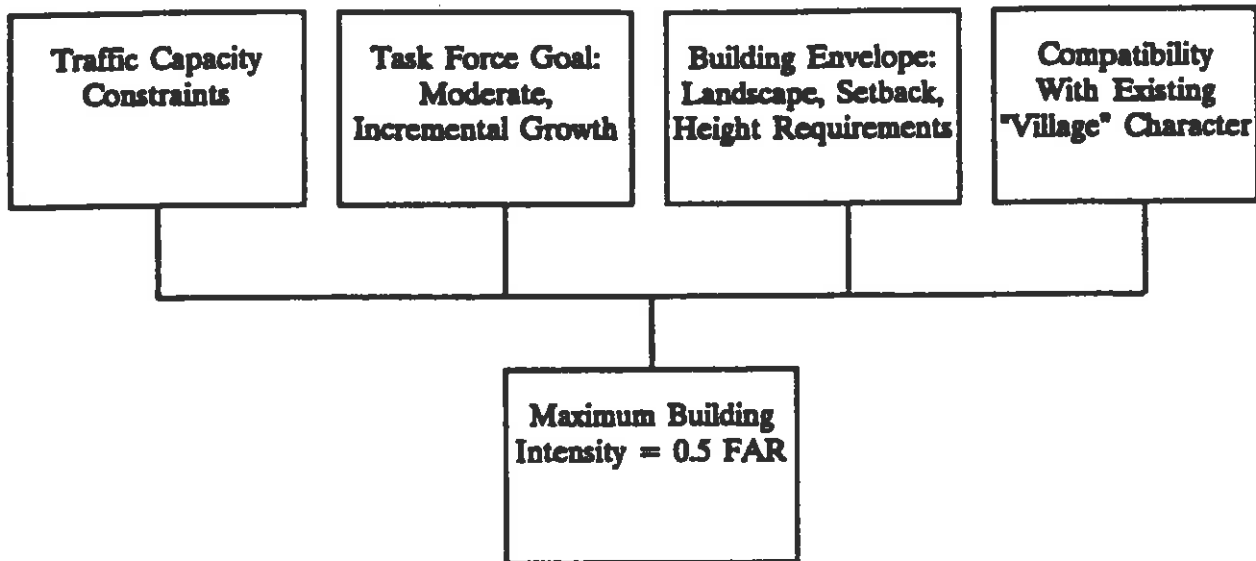 Traffic Capacity
Constraints
Task Force Goal:
Moderate,
Incremental Growth
Building Envelope:
Landscape, Setback,
Height Requirements
Compatibility
With Existing
"Village" Character
Maximum Building
Intensity = 0.5 FAR